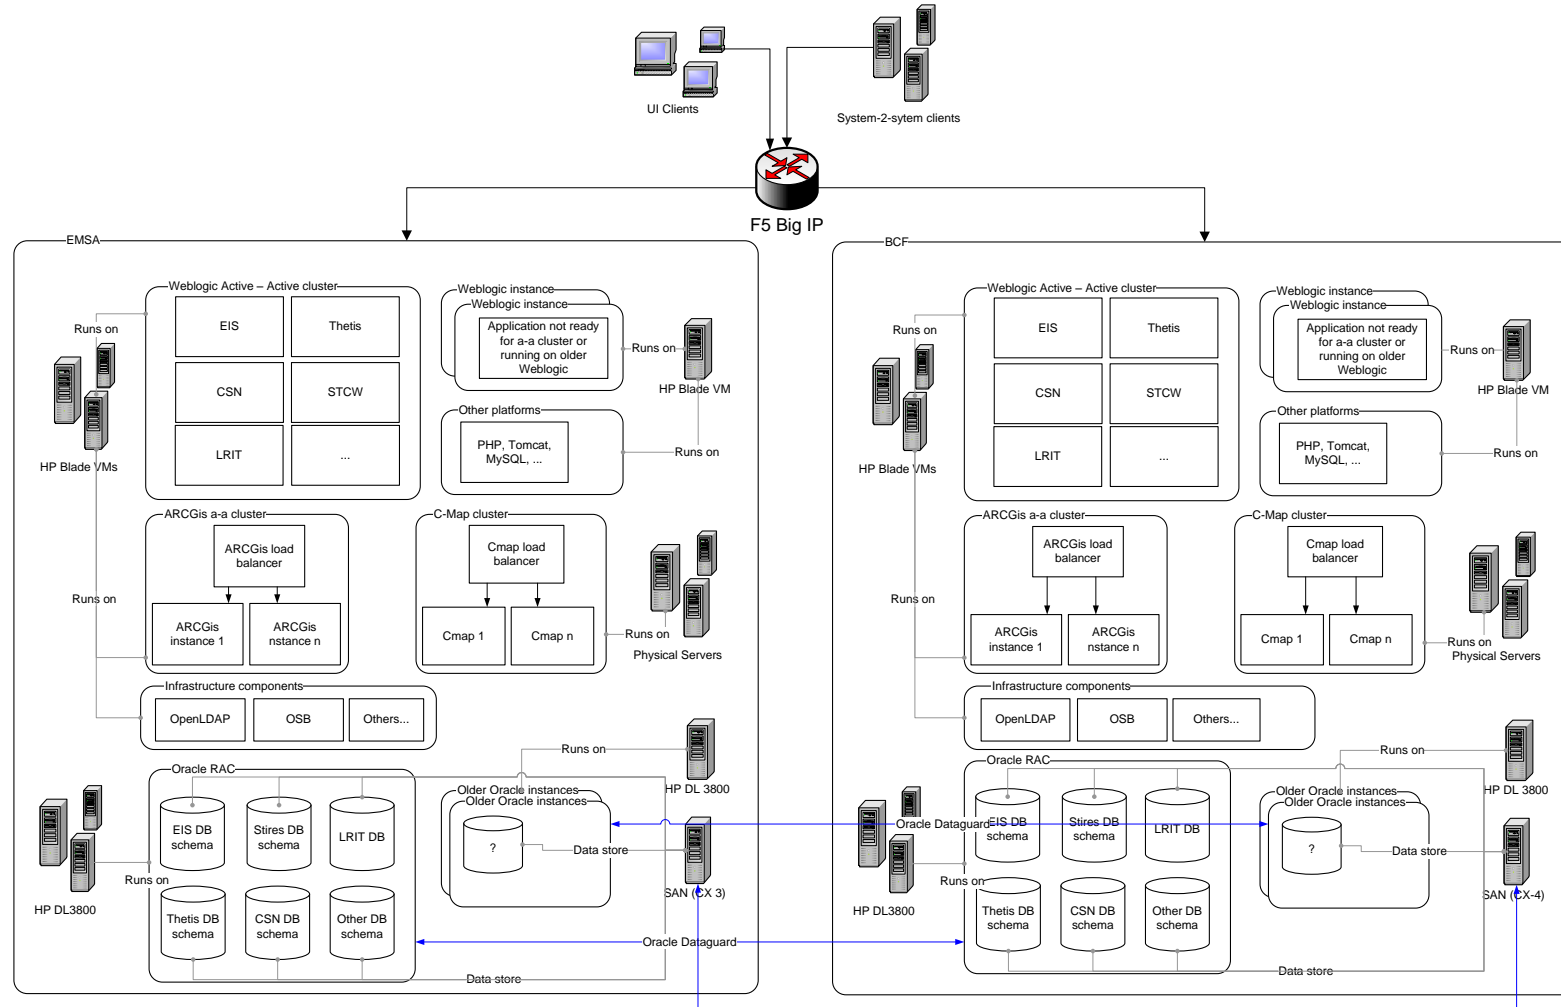 UI Clients
System-2-sytem clients
F5 Big IP
EMSA
Weblogic Active – Active cluster
EIS
Thetis
CSN
STCW
LRIT
...
Runs on
HP Blade VMs
Weblogic instance
Weblogic instance
Application not ready
for a-a cluster or
running on older
Weblogic
Runs on
HP Blade VM
Other platforms
PHP, Tomcat,
MySQL, ...
Runs on
ARCGis a-a cluster
ARCGis load
balancer
ARCGis
instance 1
ARCGis
nstance n
Runs on
C-Map cluster
Cmap load
balancer
Cmap 1
Cmap n
Runs on
Physical Servers
Infrastructure components
OpenLDAP
OSB
Others...
Runs on
HP DL 3800
Oracle RAC
EIS DB
schema
Stires DB
schema
LRIT DB
Thetis DB
schema
CSN DB
schema
Other DB
schema
Runs on
HP DL3800
Older Oracle instances
Older Oracle instances
?
Data store
SAN (CX 3)
Data store
Oracle Dataguard
Oracle Dataguard
BCF
Weblogic Active – Active cluster
EIS
Thetis
CSN
STCW
LRIT
...
Runs on
HP Blade VMs
Weblogic instance
Weblogic instance
Application not ready
for a-a cluster or
running on older
Weblogic
Runs on
HP Blade VM
Other platforms
PHP, Tomcat,
MySQL, ...
Runs on
ARCGis a-a cluster
ARCGis load
balancer
ARCGis
instance 1
ARCGis
nstance n
Runs on
C-Map cluster
Cmap load
balancer
Cmap 1
Cmap n
Runs on
Physical Servers
Infrastructure components
OpenLDAP
OSB
Others...
Runs on
HP DL 3800
Oracle RAC
EIS DB
schema
Stires DB
schema
LRIT DB
Thetis DB
schema
CSN DB
schema
Other DB
schema
Runs on
HP DL3800
Older Oracle instances
Older Oracle instances
?
Data store
SAN (CX-4)
Data store